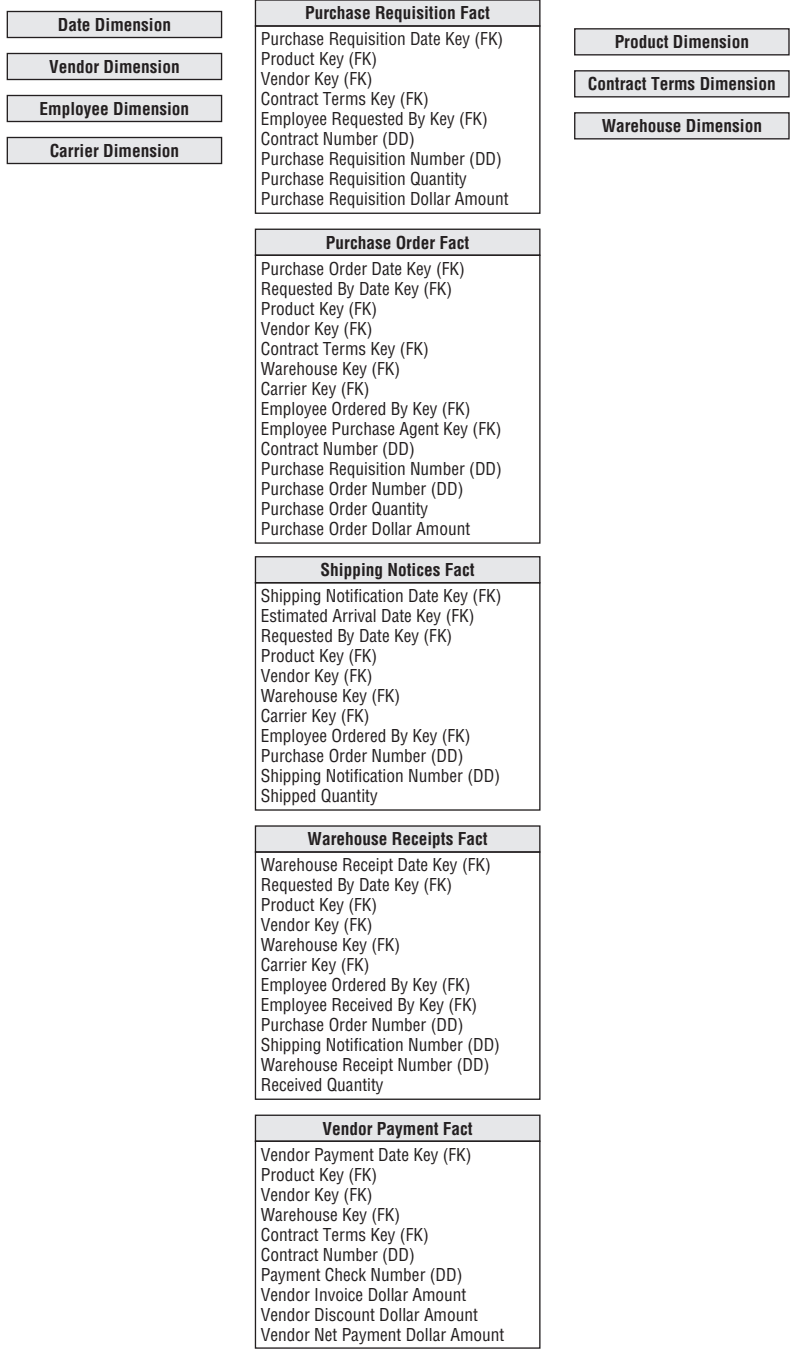 Date Dimension
Vendor Dimension
Employee Dimension
Carrier Dimension
Purchase Requisition Fact
Purchase Requisition Date Key (FK)
Product Key (FK)
Vendor Key (FK)
Contract Terms Key (FK)
Employee Requested By Key (FK)
Contract Number (DD)
Purchase Requisition Number (DD)
Purchase Requisition Quantity
Purchase Requisition Dollar Amount
Product Dimension
Contract Terms Dimension
Warehouse Dimension
Purchase Order Fact
Purchase Order Date Key (FK)
Requested By Date Key (FK)
Product Key (FK)
Vendor Key (FK)
Contract Terms Key (FK)
Warehouse Key (FK)
Carrier Key (FK)
Employee Ordered By Key (FK)
Employee Purchase Agent Key (FK)
Contract Number (DD)
Purchase Requisition Number (DD)
Purchase Order Number (DD)
Purchase Order Quantity
Purchase Order Dollar Amount
Shipping Notices Fact
Shipping Notification Date Key (FK)
Estimated Arrival Date Key (FK)
Requested By Date Key (FK)
Product Key (FK)
Vendor Key (FK)
Warehouse Key (FK)
Carrier Key (FK)
Employee Ordered By Key (FK)
Purchase Order Number (DD)
Shipping Notification Number (DD)
Shipped Quantity
Warehouse Receipts Fact
Warehouse Receipt Date Key (FK)
Requested By Date Key (FK)
Product Key (FK)
Vendor Key (FK)
Warehouse Key (FK)
Carrier Key (FK)
Employee Ordered By Key (FK)
Employee Received By Key (FK)
Purchase Order Number (DD)
Shipping Notification Number (DD)
Warehouse Receipt Number (DD)
Received Quantity
Vendor Payment Fact
Vendor Payment Date Key (FK)
Product Key (FK)
Vendor Key (FK)
Warehouse Key (FK)
Contract Terms Key (FK)
Contract Number (DD)
Payment Check Number (DD)
Vendor Invoice Dollar Amount
Vendor Discount Dollar Amount
Vendor Net Payment Dollar Amount